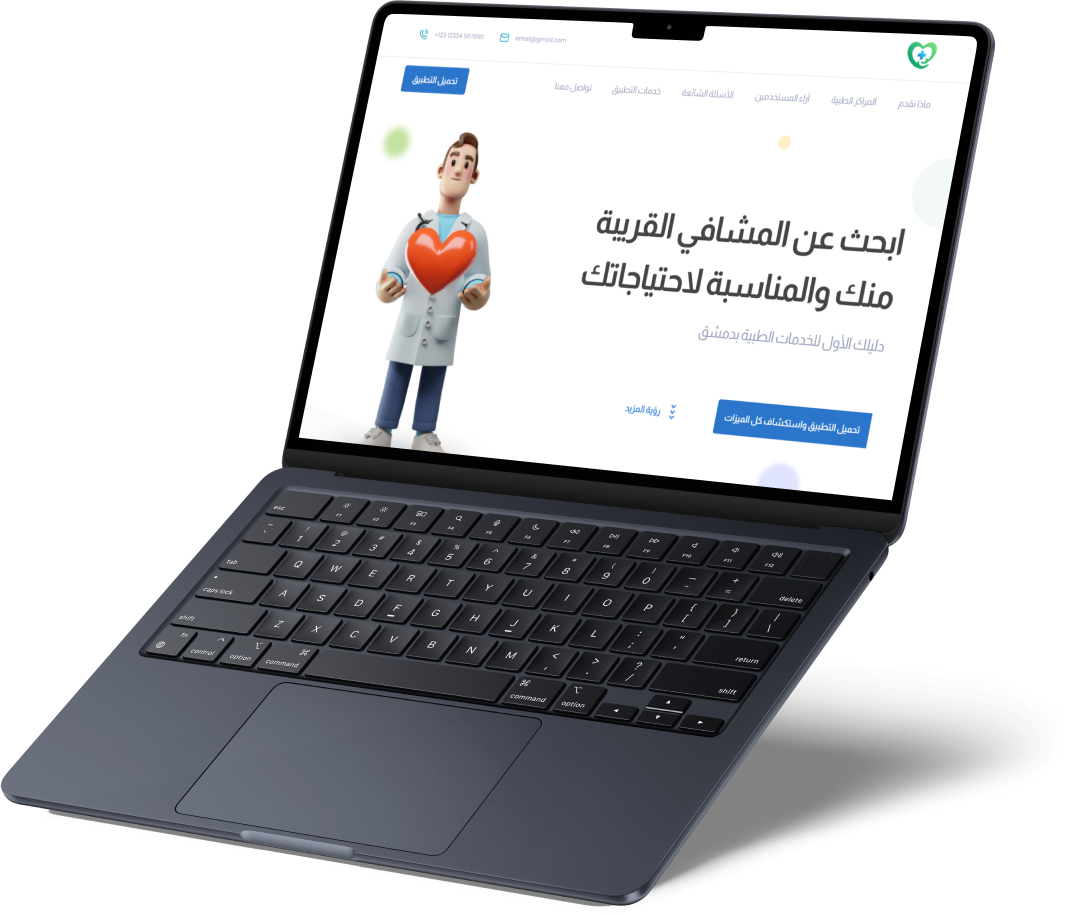 +123 12334 567890
email@gmail.com
ماذا نقدم
المراكز الطبية
آراء المستخدمين
الأسئلة الشائعة
خدمات التطبيق
تواصل معنا
تحميل التطبيق
ابحث عن المشافي القريبة
منك والمناسبة لاحتياجاتك
دليلك الأول للخدمات الطبية بدمشق
تحميل التطبيق واستكشاف كل الميزات
رؤية المزيد
esc F1 F2 F3 F4 F5 F6 F7 F8 F9 F10 F11 F12
~ ` ! 1 @ 2 # 3 $ 4 % 5 ^ 6 & 7 * 8 ( 9 ) 0 — - + = delete
tab Q W E R T Y U I O P { [ } ] | \
caps lock A S D F G H J K L : ; " ' return
shift Z X C V B N M < , > . ? / shift
fn control option command command option